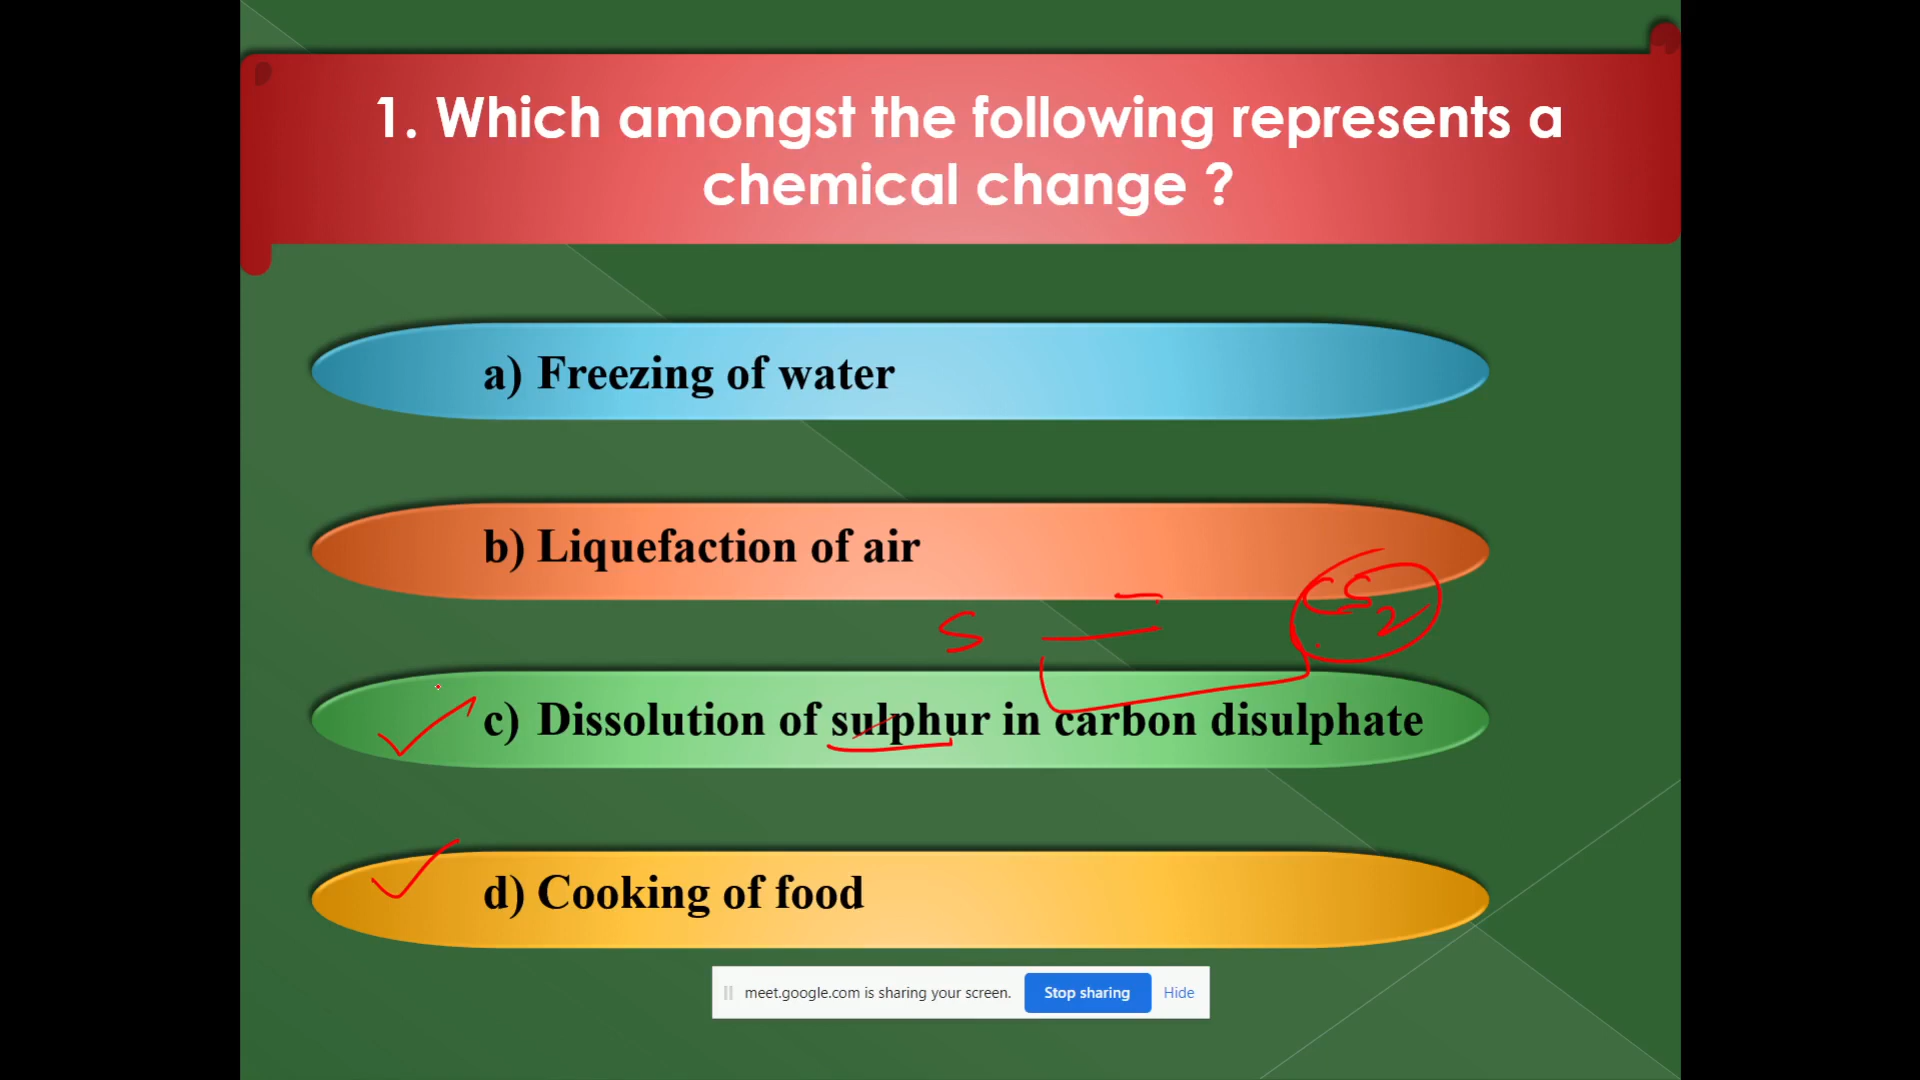 1. Which amongst the following represents a
chemical change ?
a) Freezing of water
b) Liquefaction of air
S
CS2
c) Dissolution of sulphur in carbon disulphate
d) Cooking of food
meet.google.com is sharing your screen. Stop sharing Hide